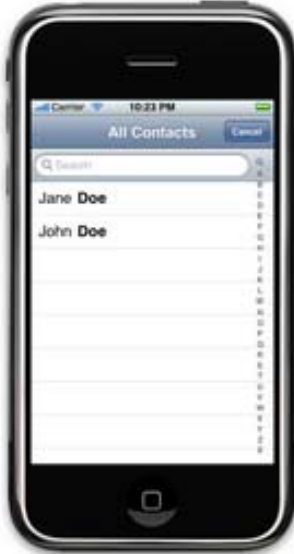 Carrier 10:23 PM
All Contacts Cancel
Search
Jane Doe
John Doe